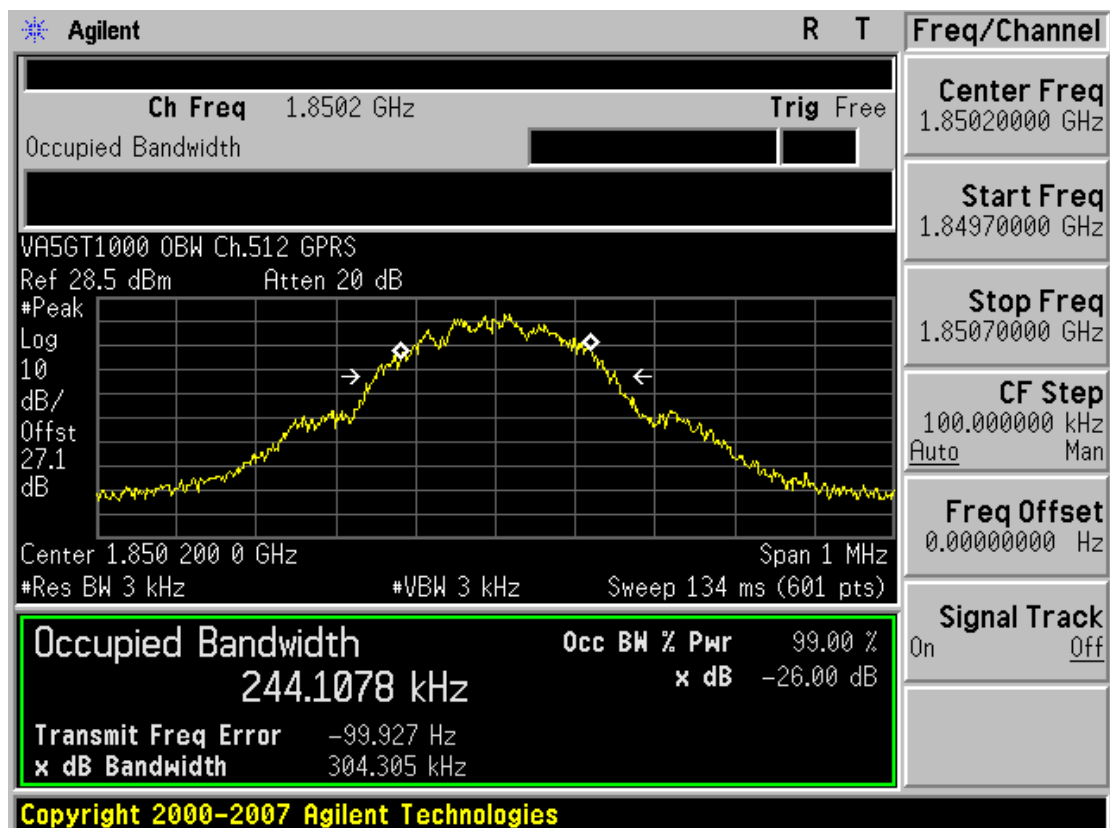 Agilent R T Freq/Channel
Ch Freq 1.8502 GHz Trig Free
Occupied Bandwidth
VA5GT1000 OBW Ch.512 GPRS
Ref 28.5 dBm Atten 20 dB
#Peak
Log
10
dB/
Offst
27.1
dB
Center 1.850 200 0 GHz Span 1 MHz
#Res BW 3 kHz #VBW 3 kHz Sweep 134 ms (601 pts)
Occupied Bandwidth
244.1078 kHz
Occ BW % Pwr 99.00 %
x dB -26.00 dB
Transmit Freq Error -99.927 Hz
x dB Bandwidth 304.305 kHz
Center Freq
1.85020000 GHz
Start Freq
1.84970000 GHz
Stop Freq
1.85070000 GHz
CF Step
100.000000 kHz
Auto Man
Freq Offset
0.00000000 Hz
Signal Track
On Off
Copyright 2000-2007 Agilent Technologies